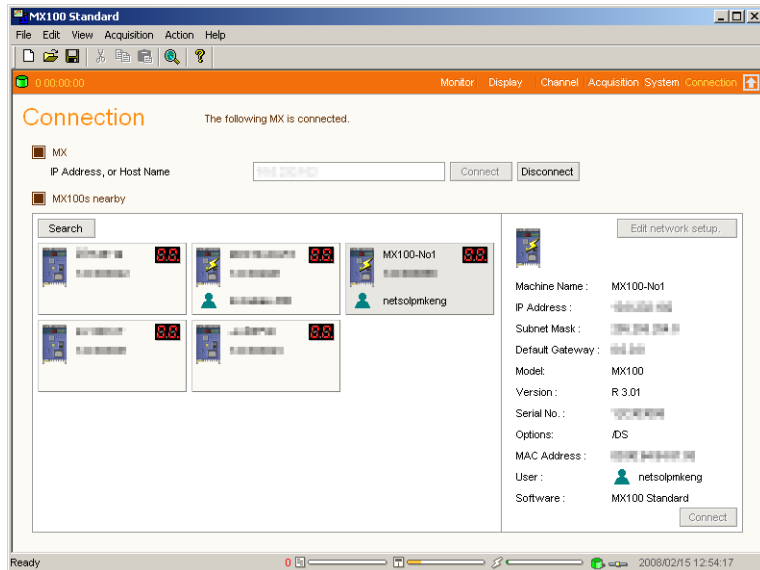 MX100 Standard
File Edit View Acquisition Action Help
0 00:00:00 Monitor Display Channel Acquisition System Connection
Connection The following MX is connected.
MX
IP Address, or Host Name Connect Disconnect
MX100s nearby
Search Edit network setup.
MX100-No1
netsolpmkeng
Machine Name : MX100-No1
IP Address :
Subnet Mask :
Default Gateway :
Model: MX100
Version : R 3.01
Serial No. :
Options: /DS
MAC Address :
User : netsolpmkeng
Software : MX100 Standard
Connect
Ready 0 2008/02/15 12:54:17